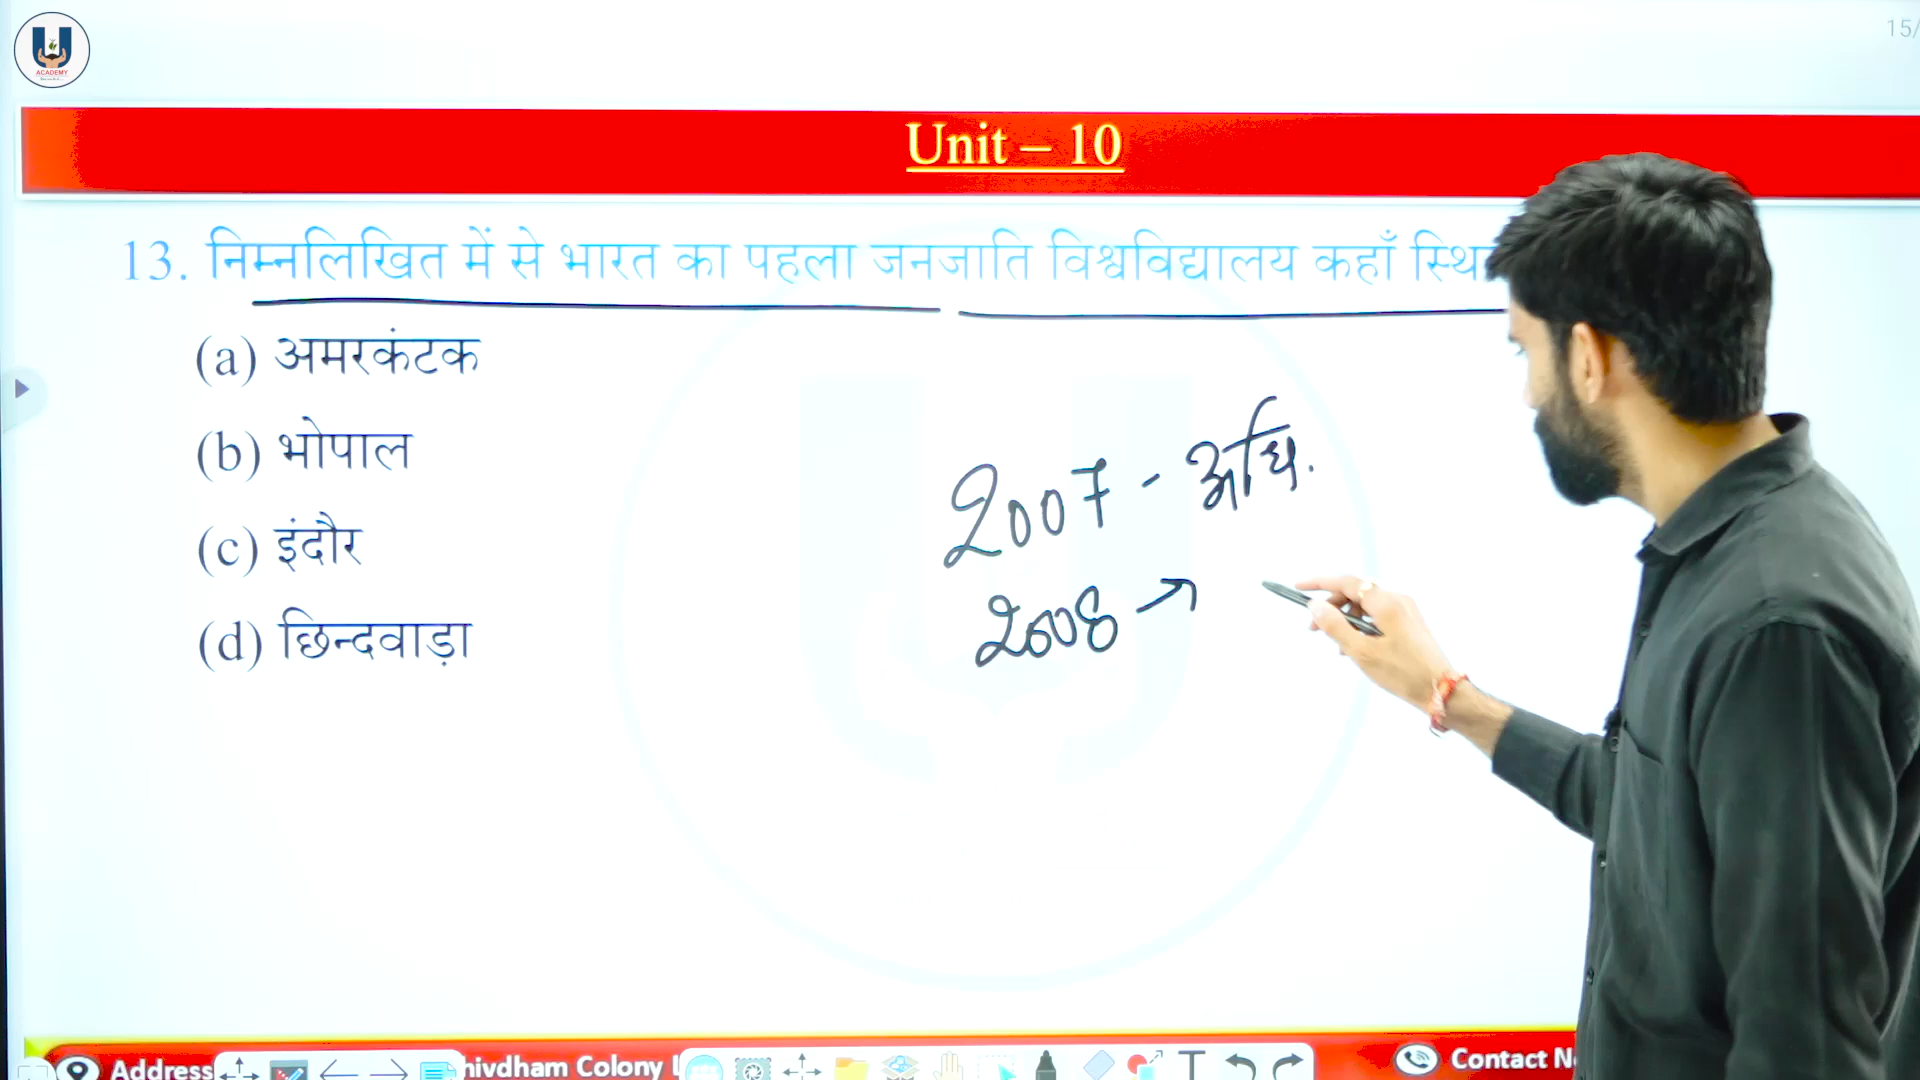 ACADEMY
15/
Unit – 10
13. निम्नलिखित में से भारत का पहला जनजाति विश्वविद्यालय कहाँ
(a) अमरकंटक
(b) भोपाल
(c) इंदौर
(d) छिन्दवाड़ा
2007 - अधि.
2008 →
Address
hivdham Colony
T
Contact